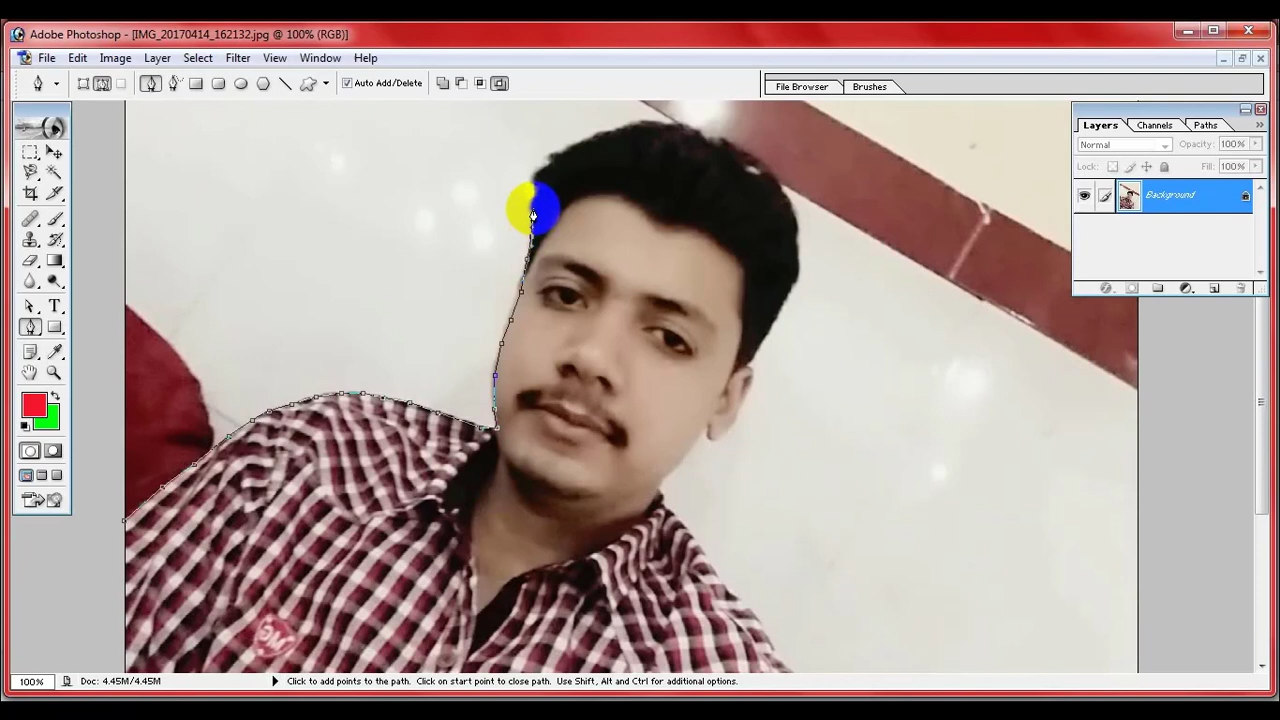 Adobe Photoshop - [IMG_20170414_162132.jpg @ 100% (RGB)]
File Edit Image Layer Select Filter View Window Help
Auto Add/Delete File Browser Brushes
Layers Channels Paths
Normal Opacity: 100%
Lock: Fill: 100%
Background
T
GMC
100% Doc: 4.45M/4.45M Click to add points to the path. Click on start point to close path. Use Shift, Alt and Ctrl for additional options.